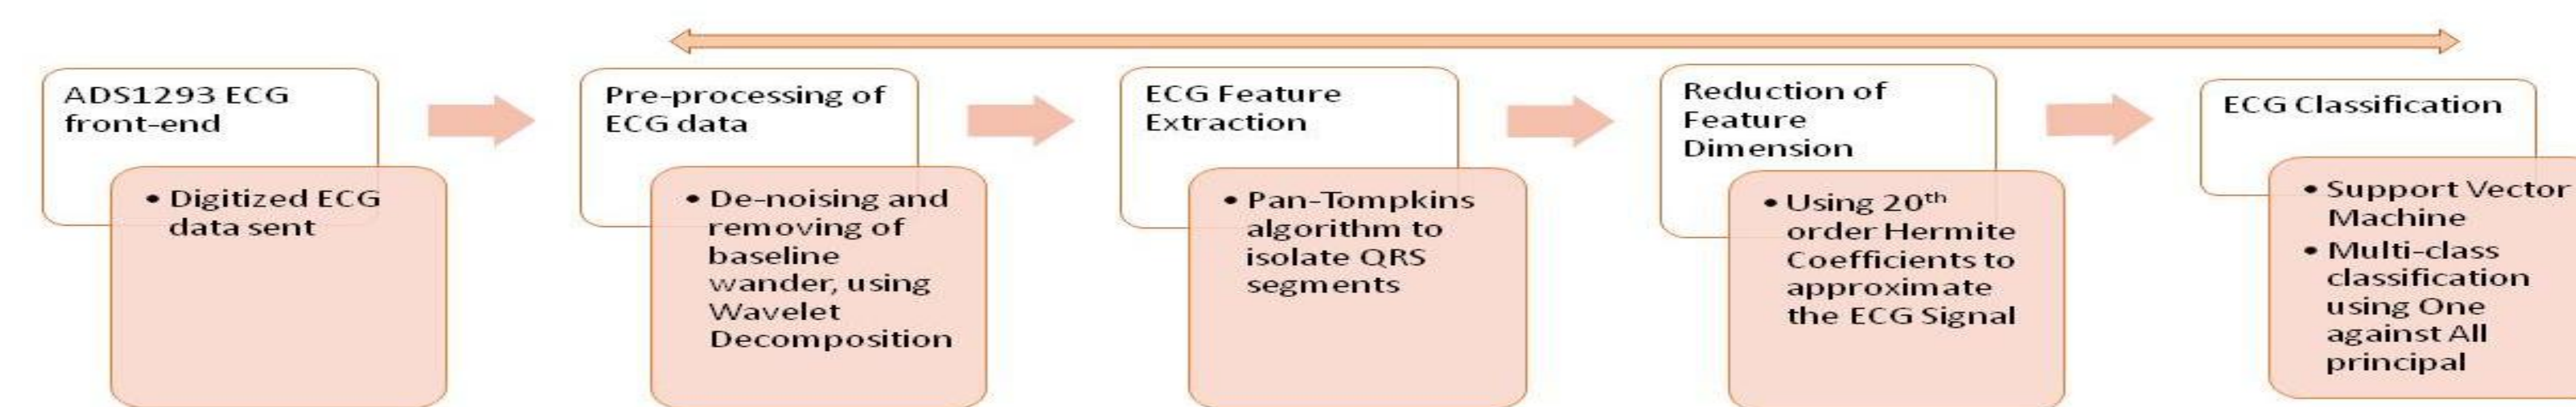 ADS1293 ECG
front-end
• Digitized ECG
data sent
Pre-processing of
ECG data
• De-noising and
removing of
baseline
wander, using
Wavelet
Decomposition
ECG Feature
Extraction
• Pan-Tompkins
algorithm to
isolate QRS
segments
Reduction of
Feature
Dimension
• Using 20th
order Hermite
Coefficients to
approximate
the ECG Signal
ECG Classification
• Support Vector
Machine
• Multi-class
classification
using One
against All
principal